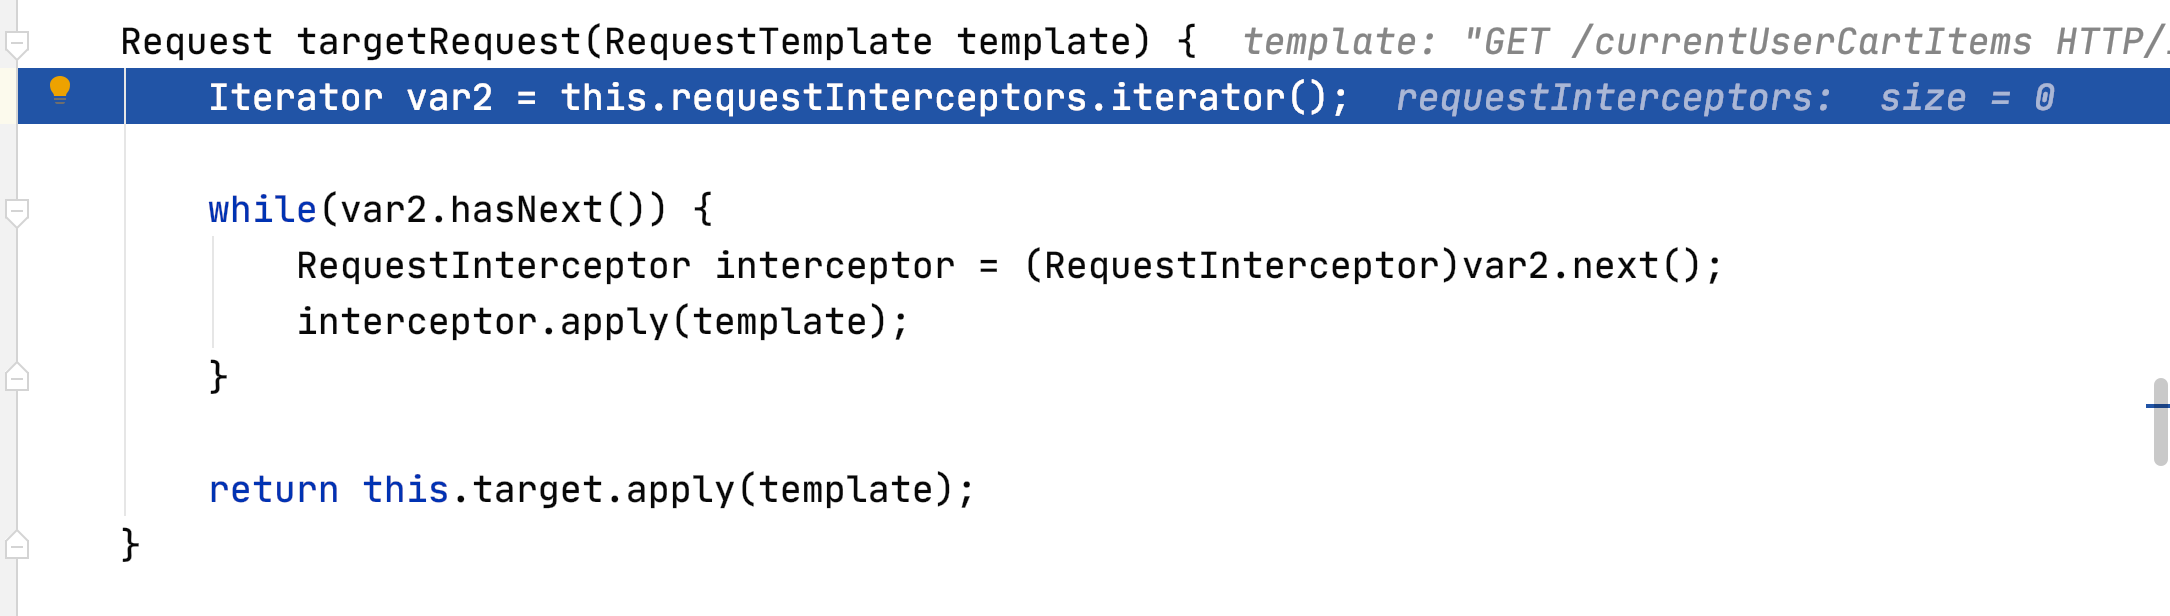 Request targetRequest(RequestTemplate template) {  template: "GET /currentUserCartItems HTTP/
Iterator var2 = this.requestInterceptors.iterator();  requestInterceptors:  size = 0
while(var2.hasNext()) {
RequestInterceptor interceptor = (RequestInterceptor)var2.next();
interceptor.apply(template);
}
return this.target.apply(template);
}